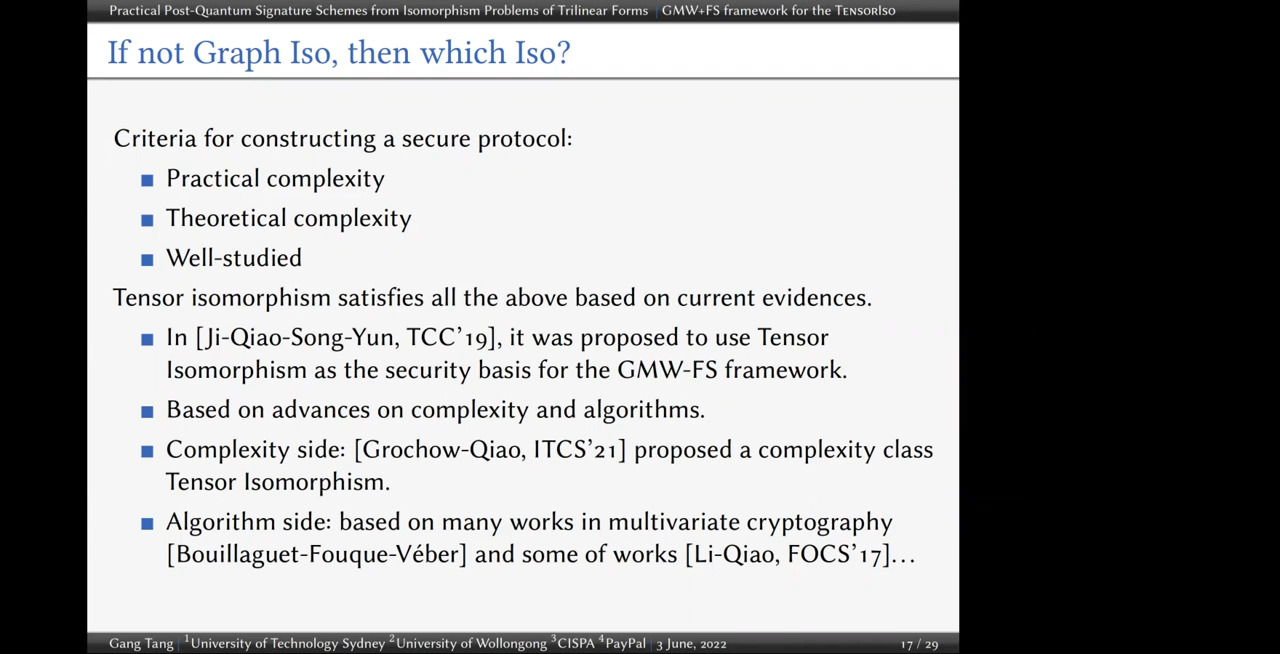 Practical Post-Quantum Signature Schemes from Isomorphism Problems of Trilinear Forms | GMW+FS framework for the TENSORISO
If not Graph Iso, then which Iso?
Criteria for constructing a secure protocol:
Practical complexity
Theoretical complexity
Well-studied
Tensor isomorphism satisfies all the above based on current evidences.
In [Ji-Qiao-Song-Yun, TCC'19], it was proposed to use Tensor
Isomorphism as the security basis for the GMW-FS framework.
Based on advances on complexity and algorithms.
Complexity side: [Grochow-Qiao, ITCS'21] proposed a complexity class
Tensor Isomorphism.
Algorithm side: based on many works in multivariate cryptography
[Bouillaguet-Fouque-Véber] and some of works [Li-Qiao, FOCS'17]...
Gang Tang | ¹University of Technology Sydney ²University of Wollongong ³CISPA ⁴PayPal | 3 June, 2022 17 / 29